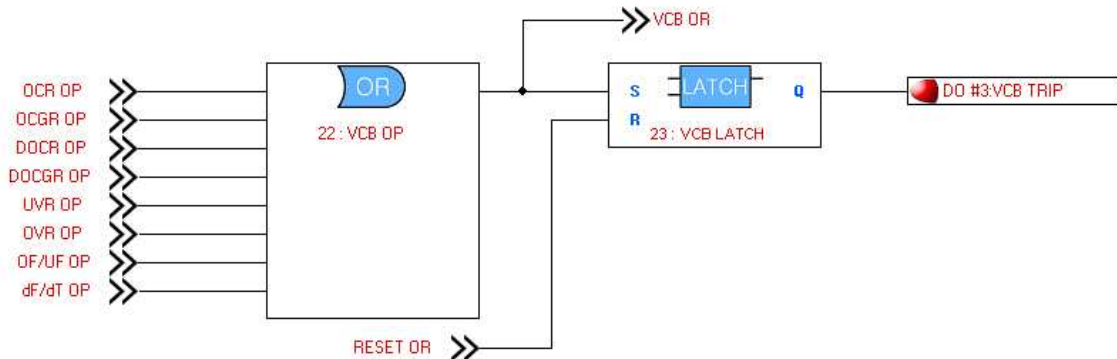 VCB OR
OCR OP
OCGR OP
DOCR OP
DOCGR OP
UVR OP
OVR OP
OF/UF OP
dF/dT OP
OR
22 : VCB OP
RESET OR
S
R
LATCH
Q
23 : VCB LATCH
DO #3:VCB TRIP